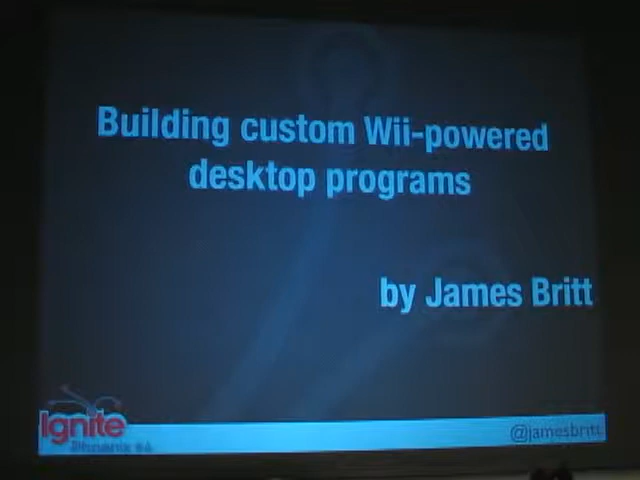 Building custom Wii-powered
desktop programs
by James Britt
Ignite
@jamesbritt